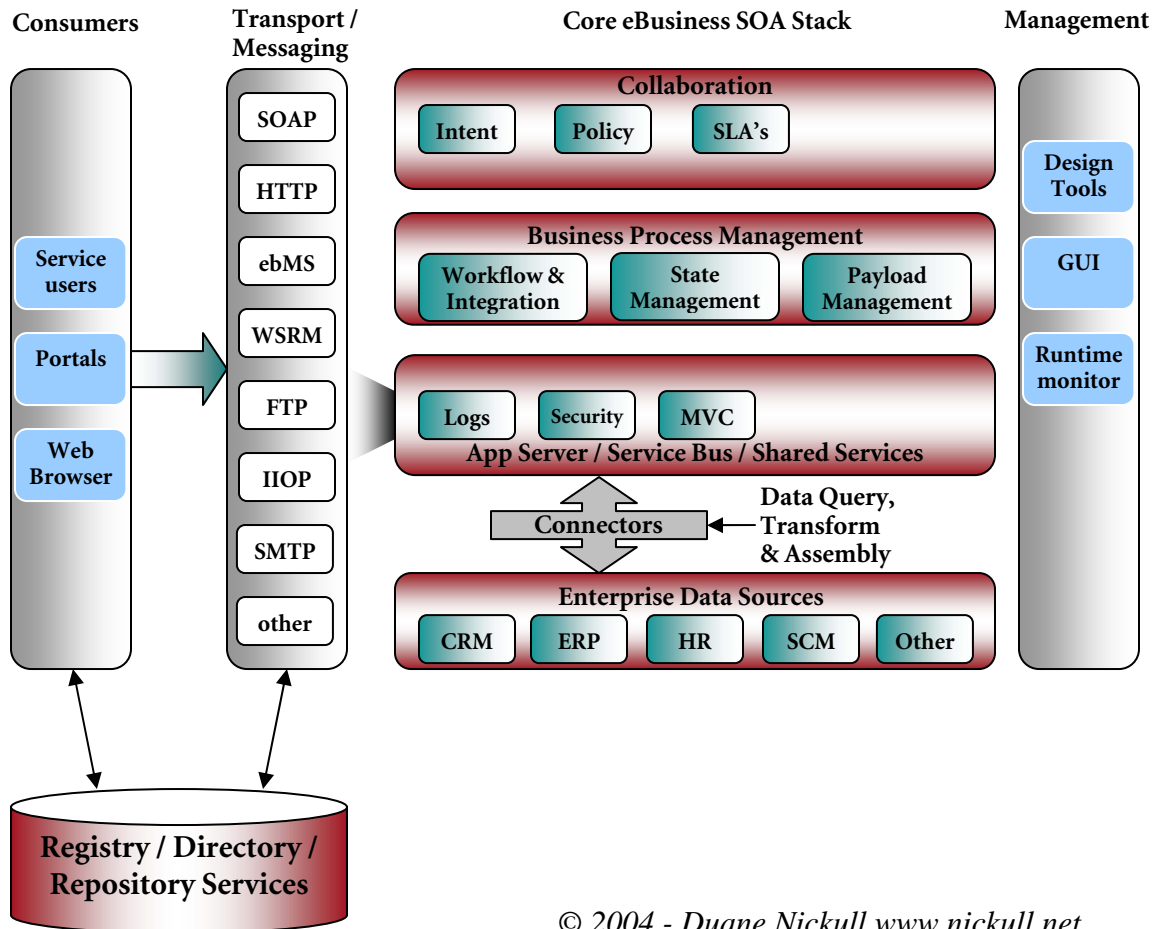 Consumers
Transport /
Messaging
Core eBusiness SOA Stack
Management
Service
users
Portals
Web
Browser
SOAP
HTTP
ebMS
WSRM
FTP
IIOP
SMTP
other
Collaboration
Intent
Policy
SLA's
Business Process Management
Workflow &
Integration
State
Management
Payload
Management
Logs
Security
MVC
App Server / Service Bus / Shared Services
Connectors
Data Query,
Transform
& Assembly
Enterprise Data Sources
CRM
ERP
HR
SCM
Other
Design
Tools
GUI
Runtime
monitor
Registry / Directory /
Repository Services
© 2004 - Duane Nickull www.nickull.net